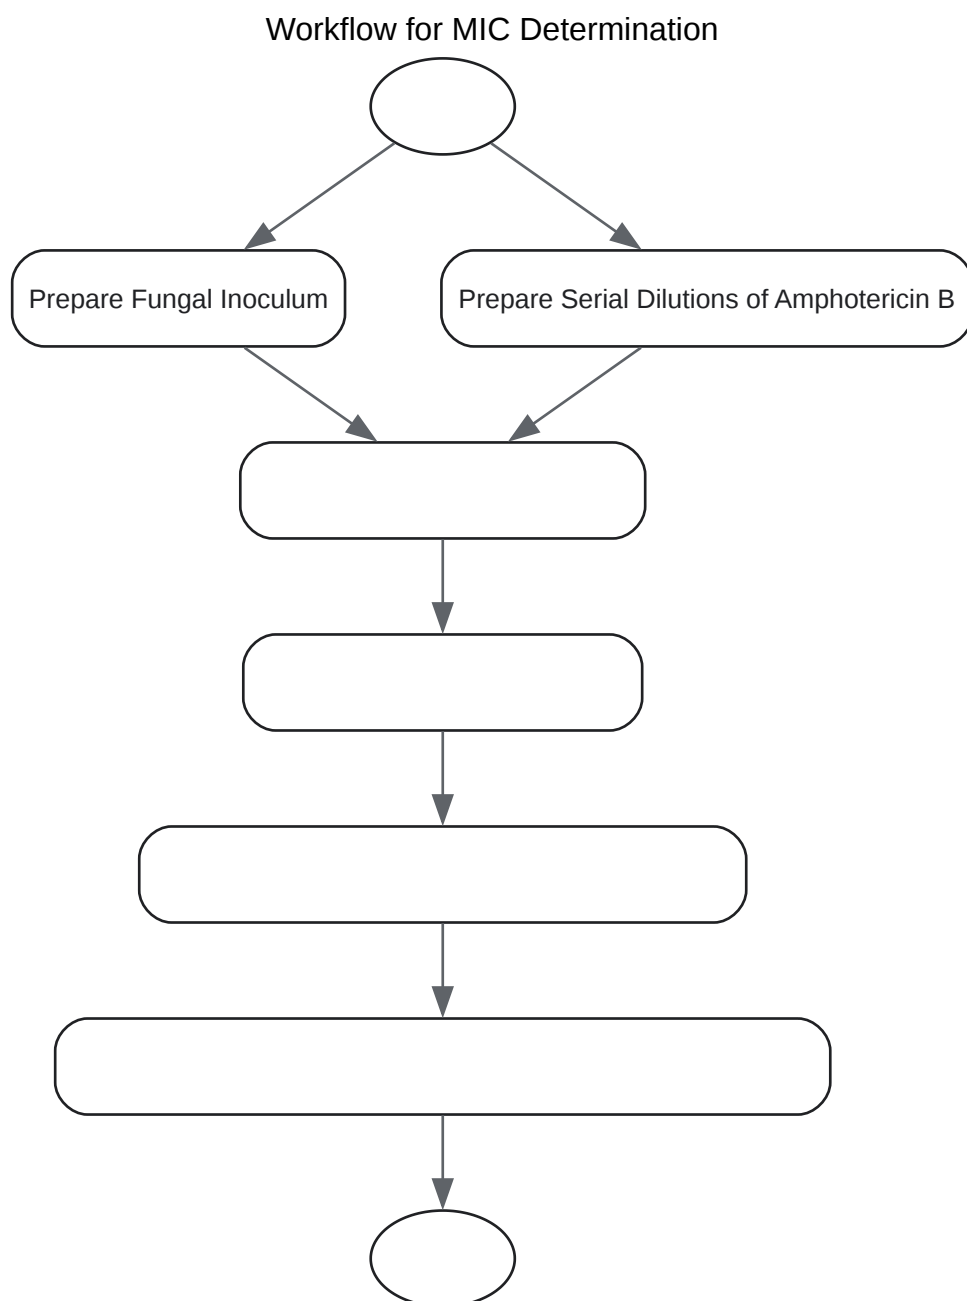 Workflow for MIC Determination
Prepare Fungal Inoculum
Prepare Serial Dilutions of Amphotericin B